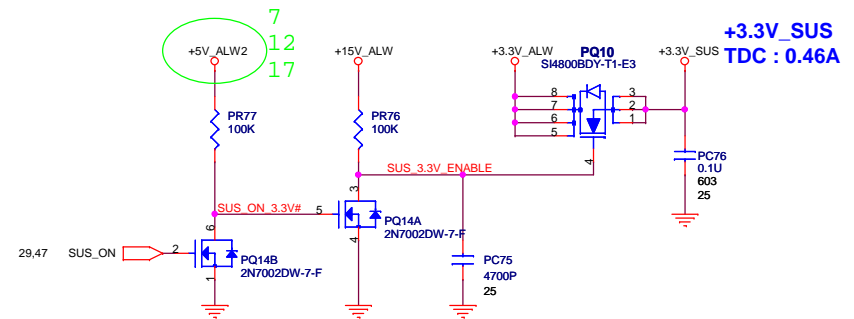 7
12
17
+5V_ALW2
+15V_ALW
+3.3V_ALW
PQ10
SI4800BDY-T1-E3
+3.3V_SUS
+3.3V_SUS
TDC : 0.46A
8
7
6
5
3
2
1
4
PR77
100K
PR76
100K
PC76
0.1U
603
25
SUS_3.3V_ENABLE
SUS_ON_3.3V#
5
3
4
PQ14A
2N7002DW-7-F
29,47
SUS_ON
2
6
1
PQ14B
2N7002DW-7-F
PC75
4700P
25